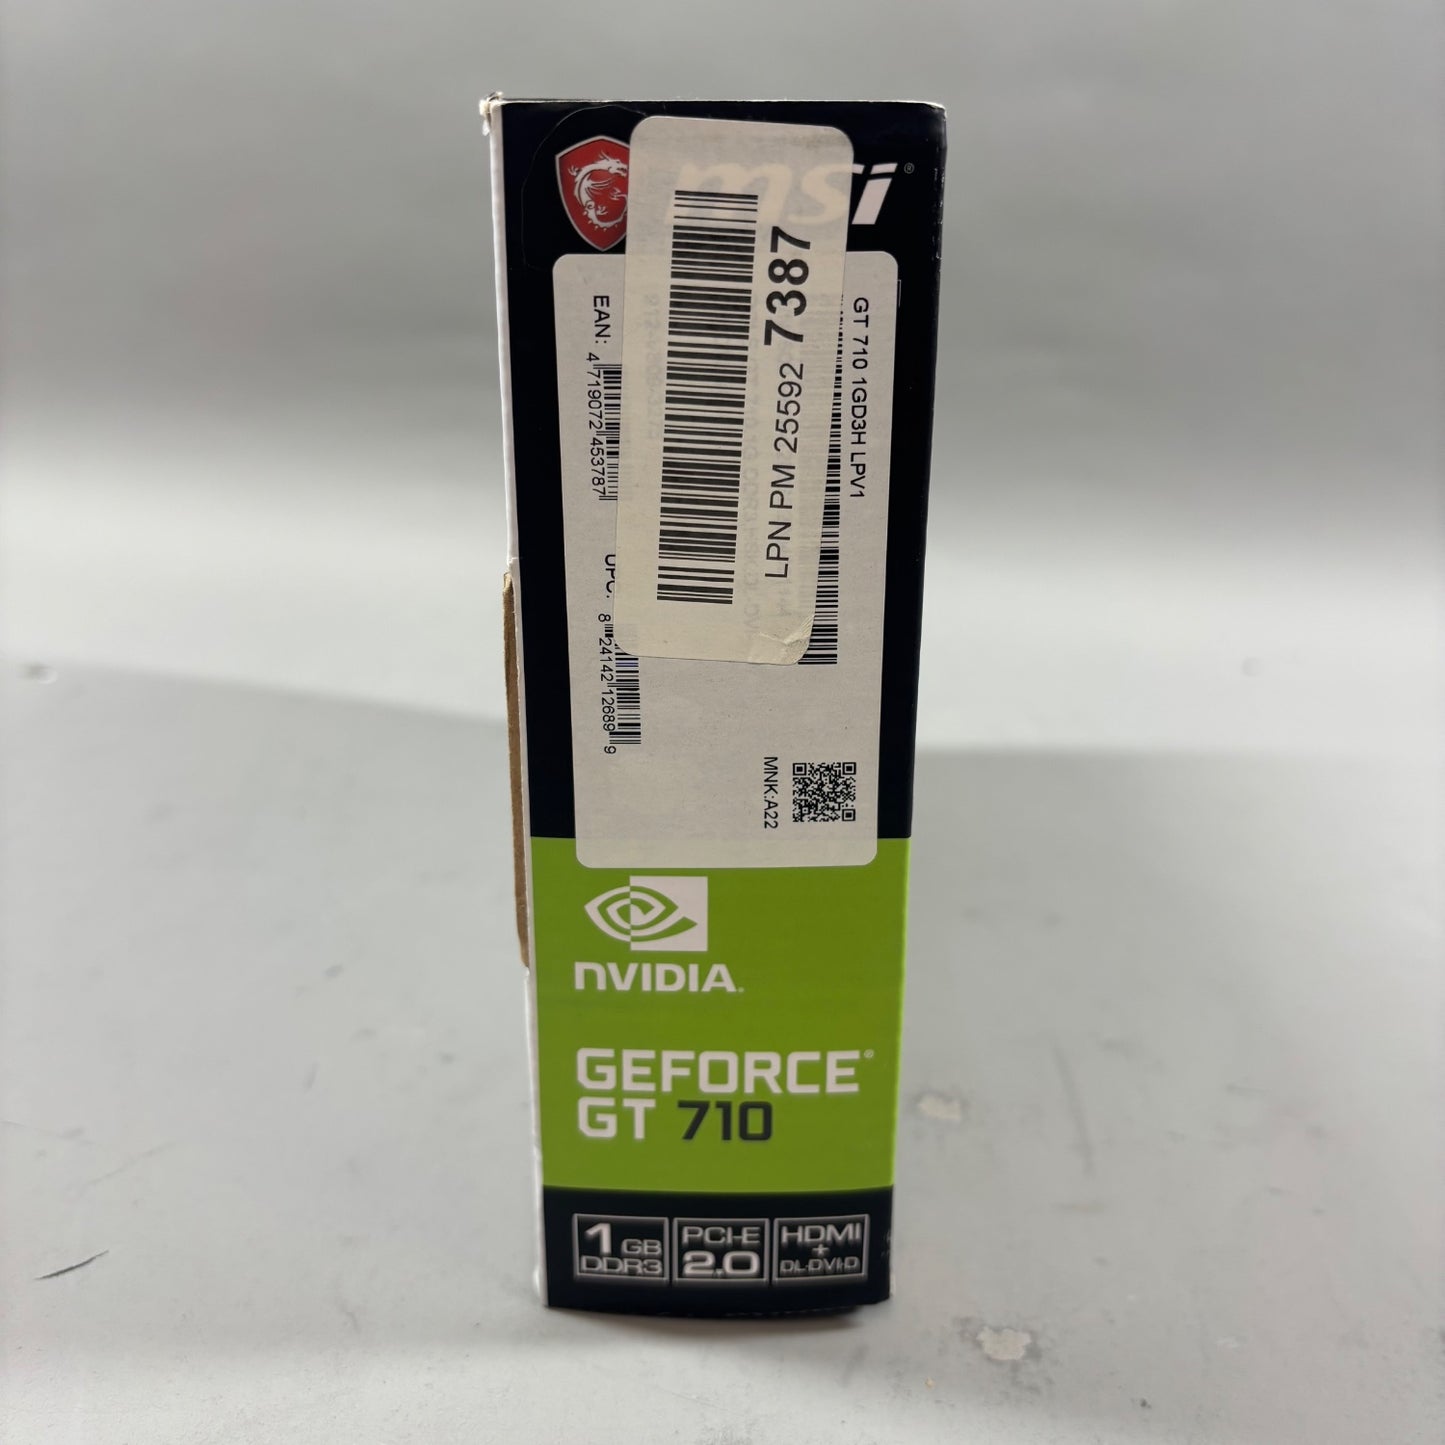 msi®
GT 710 1GD3H LPV1
LPN PM 25592 7387
EAN:
4 719072 453787
UPC:
8 24142 12689 9
MNK:A22
NVIDIA.
GEFORCE®
GT 710
1 GB
DDR3
PCI-E
2.0
HDMI
+
DL-DVI-D